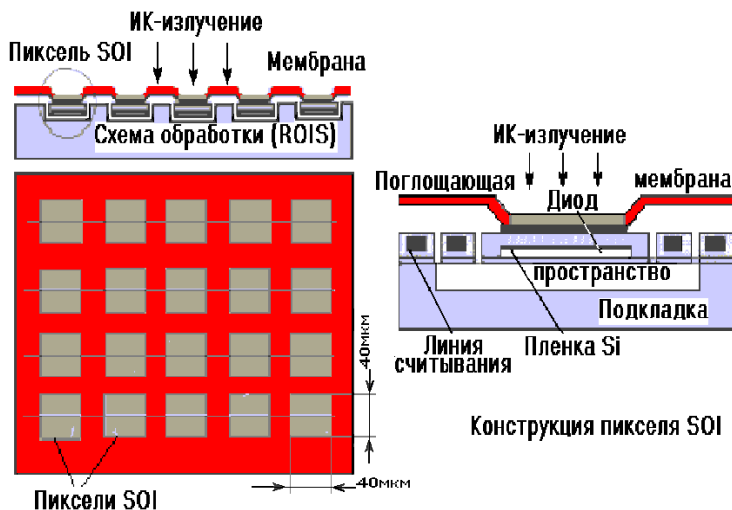 ИК-излучение
Пиксель SOI
Мембрана
Схема обработки (ROIS)
40мкм
40мкм
Пиксели SOI
ИК-излучение
Поглощающая мембрана
Диод
пространство
Подкладка
Линия считывания
Пленка Si
Конструкция пикселя SOI